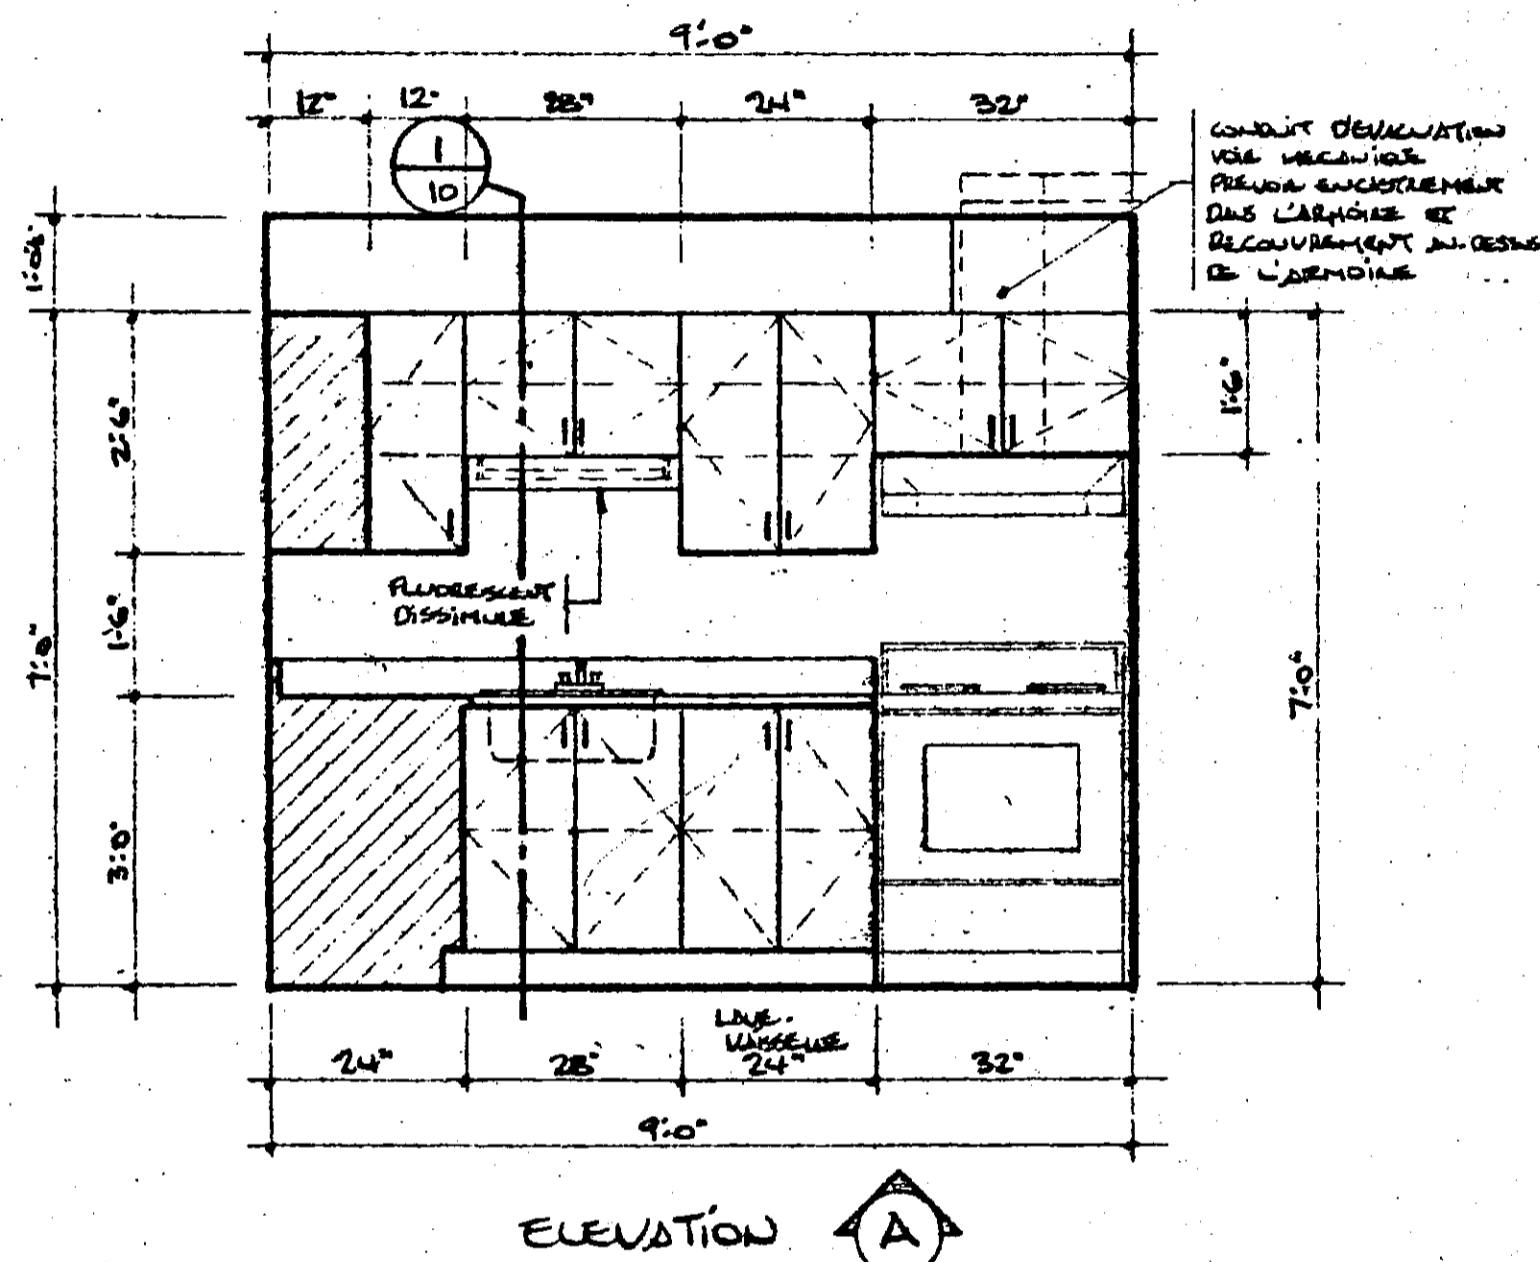 9'-0"
12" 12" 28" 24" 32"
1
10
CONDUIT D'EVACUATION
VOIR MECANIQUE
PREVOIR ENCASTREMENT
DANS L'ARMOIRE ET
RECOUVREMENT AU-DESSUS
DE L'ARMOIRE
2'-6"
1'-6"
FLUORESCENT
DISSIMULE
1'-6"
7'-0"
7'-0"
3'-0"
LAVE-
VAISSELLE
24" 28" 24" 32"
9'-0"
ELEVATION A